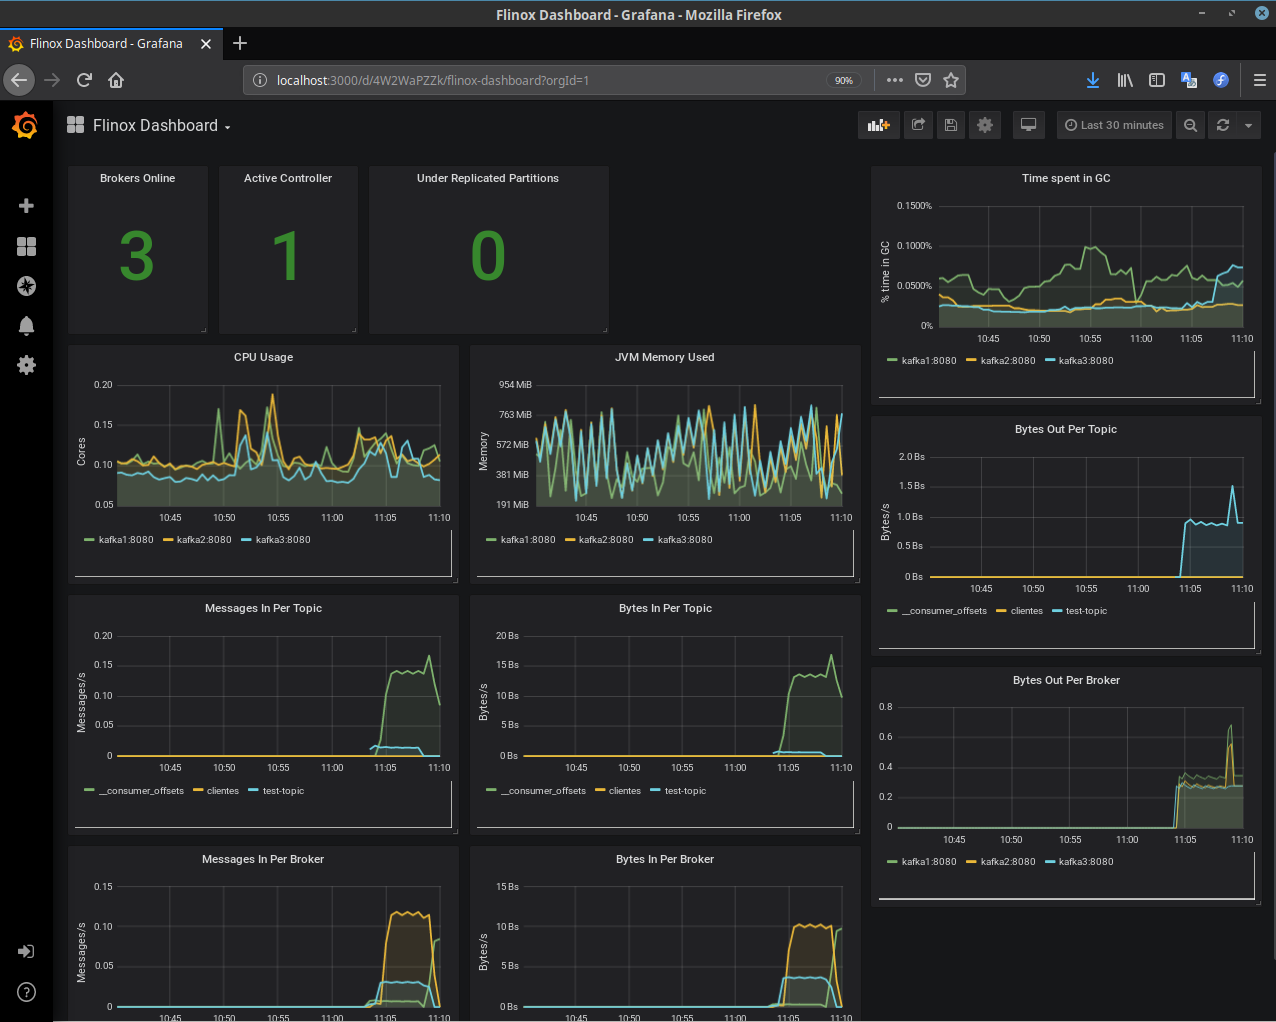 Flinox Dashboard - Grafana - Mozilla Firefox
Flinox Dashboard - Grafana
localhost:3000/d/4W2WaPZZk/flinox-dashboard?orgId=1
90%
Flinox Dashboard
Last 30 minutes
Brokers Online
3
Active Controller
1
Under Replicated Partitions
0
Time spent in GC
% time in GC
0.1500%
0.1000%
0.0500%
0%
10:45 10:50 10:55 11:00 11:05 11:10
kafka1:8080 kafka2:8080 kafka3:8080
CPU Usage
Cores
0.20
0.15
0.10
0.05
10:45 10:50 10:55 11:00 11:05 11:10
kafka1:8080 kafka2:8080 kafka3:8080
JVM Memory Used
Memory
954 MiB
763 MiB
572 MiB
381 MiB
191 MiB
10:45 10:50 10:55 11:00 11:05 11:10
kafka1:8080 kafka2:8080 kafka3:8080
Bytes Out Per Topic
Bytes/s
2.0 Bs
1.5 Bs
1.0 Bs
0.5 Bs
0 Bs
10:45 10:50 10:55 11:00 11:05 11:10
__consumer_offsets clientes test-topic
Messages In Per Topic
Messages/s
0.20
0.15
0.10
0.05
0
10:45 10:50 10:55 11:00 11:05 11:10
__consumer_offsets clientes test-topic
Bytes In Per Topic
Bytes/s
20 Bs
15 Bs
10 Bs
5 Bs
0 Bs
10:45 10:50 10:55 11:00 11:05 11:10
__consumer_offsets clientes test-topic
Bytes Out Per Broker
0.8
0.6
0.4
0.2
0
10:45 10:50 10:55 11:00 11:05 11:10
kafka1:8080 kafka2:8080 kafka3:8080
Messages In Per Broker
Messages/s
0.15
0.10
0.05
0
10:45 10:50 10:55 11:00 11:05 11:10
Bytes In Per Broker
Bytes/s
15 Bs
10 Bs
5 Bs
0 Bs
10:45 10:50 10:55 11:00 11:05 11:10